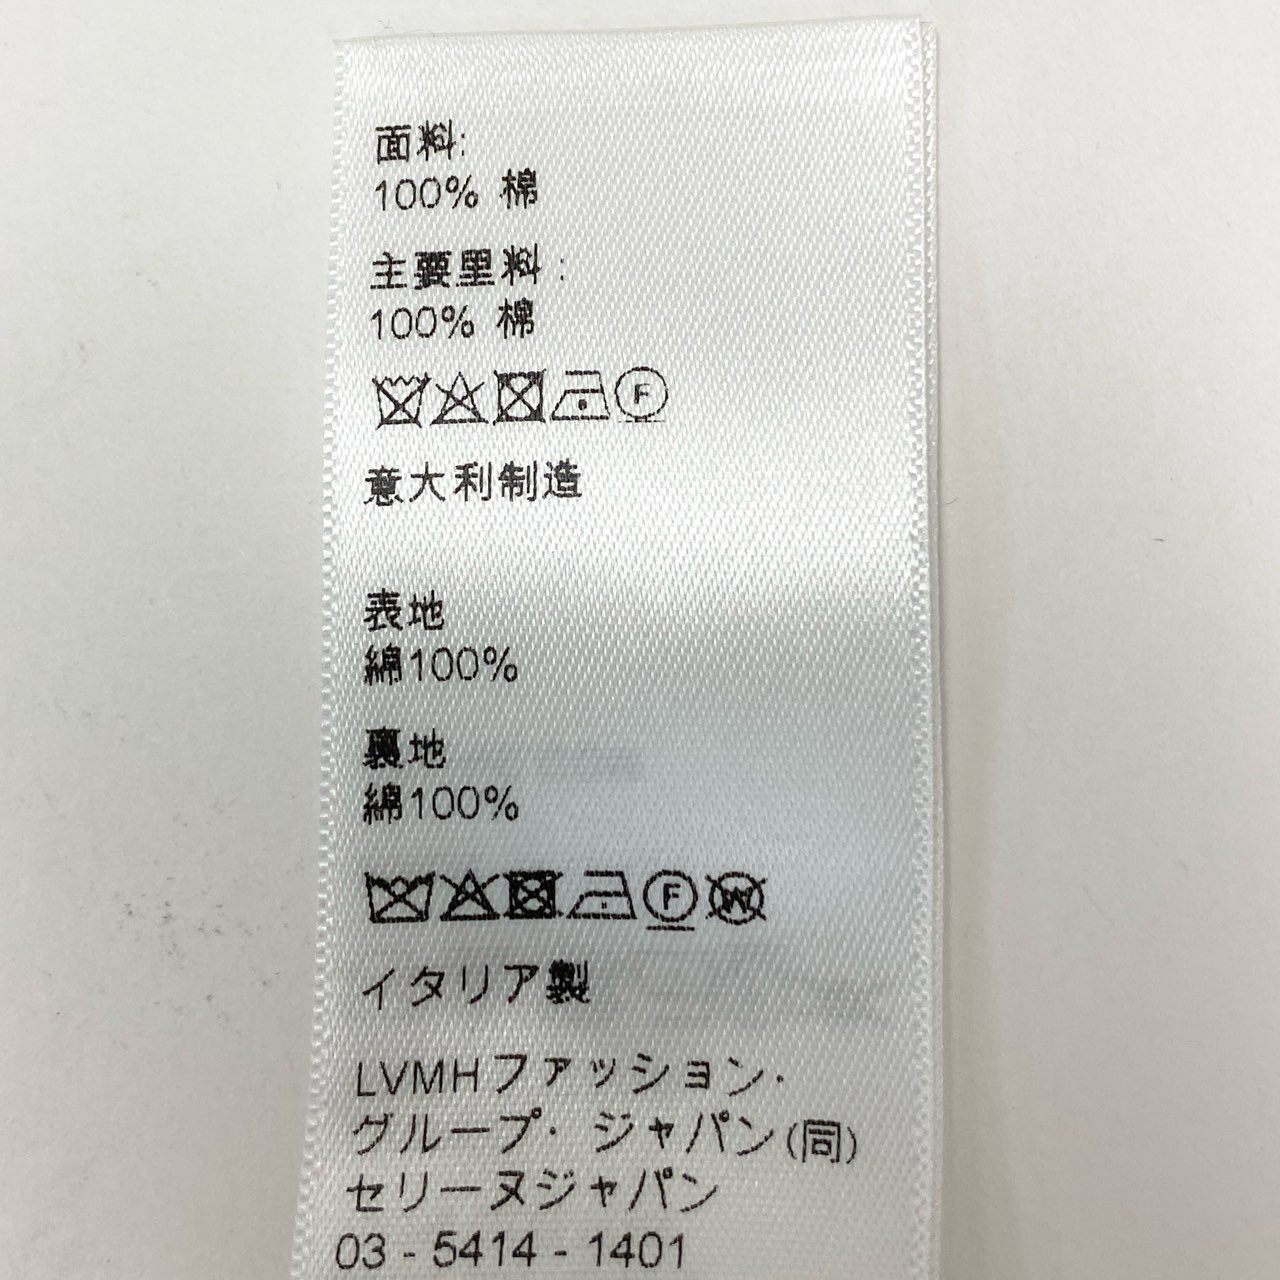 面料:
100% 棉
主要里料:
100% 棉
F
意大利制造
表地
綿100%
裏地
綿100%
F W
イタリア製
LVMHファッション・
グループ・ジャパン(同)
セリーヌジャパン
03 - 5414 - 1401